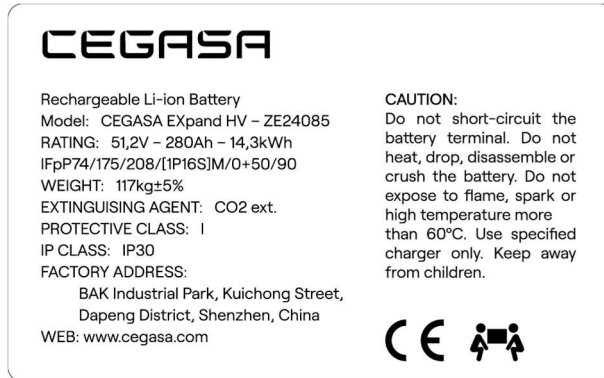 CEGASA
Rechargeable Li-ion Battery
Model: CEGASA EXpand HV – ZE24085
RATING: 51,2V – 280Ah – 14,3kWh
IFpP74/175/208/[1P16S]M/0+50/90
WEIGHT: 117kg±5%
EXTINGUISING AGENT: CO2 ext.
PROTECTIVE CLASS: I
IP CLASS: IP30
FACTORY ADDRESS:
BAK Industrial Park, Kuichong Street,
Dapeng District, Shenzhen, China
WEB: www.cegasa.com
CAUTION:
Do not short-circuit the
battery terminal. Do not
heat, drop, disassemble or
crush the battery. Do not
expose to flame, spark or
high temperature more
than 60°C. Use specified
charger only. Keep away
from children.
CE